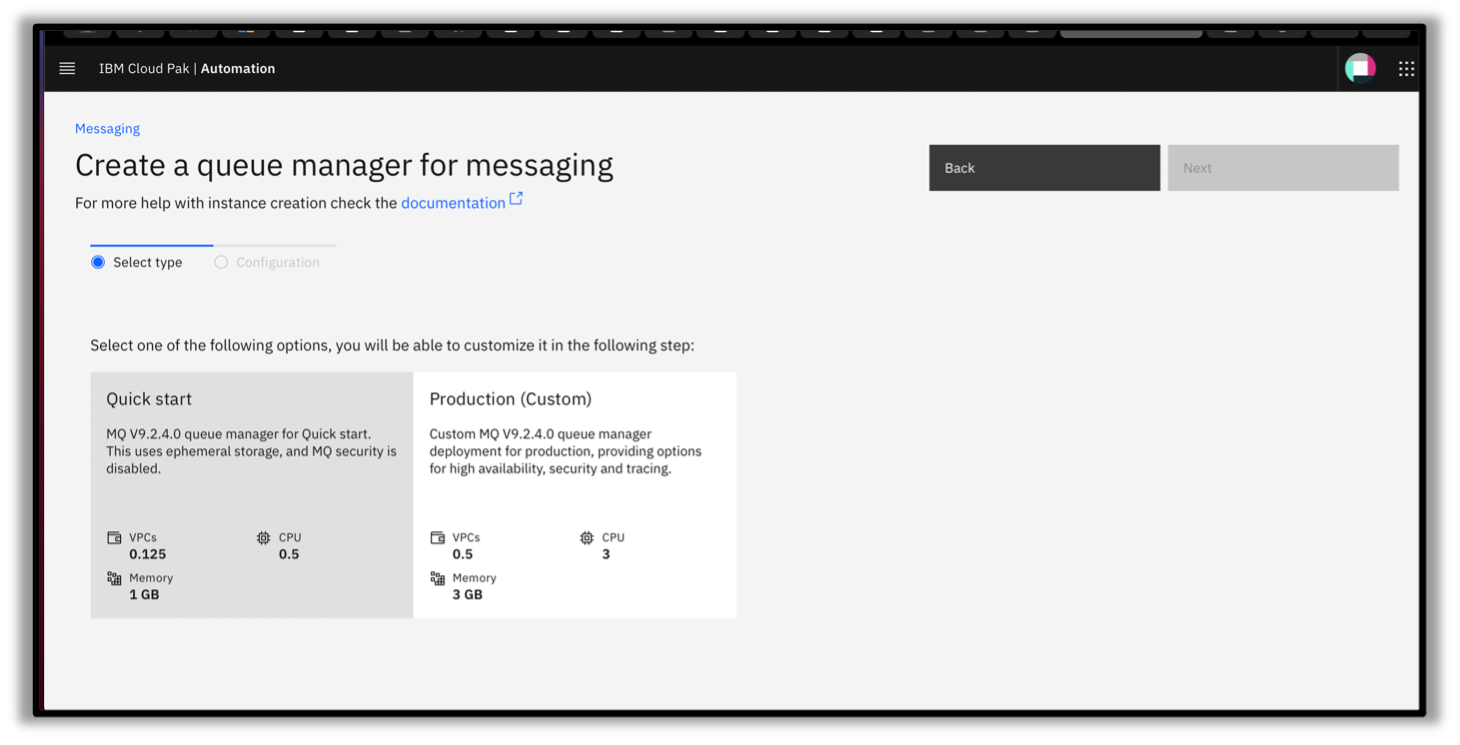 IBM Cloud Pak | Automation
Messaging
Create a queue manager for messaging
Back
Next
For more help with instance creation check the documentation
Select type
Configuration
Select one of the following options, you will be able to customize it in the following step:
Quick start
MQ V9.2.4.0 queue manager for Quick start.
This uses ephemeral storage, and MQ security is
disabled.
VPCs
0.125
CPU
0.5
Memory
1 GB
Production (Custom)
Custom MQ V9.2.4.0 queue manager
deployment for production, providing options
for high availability, security and tracing.
VPCs
0.5
CPU
3
Memory
3 GB